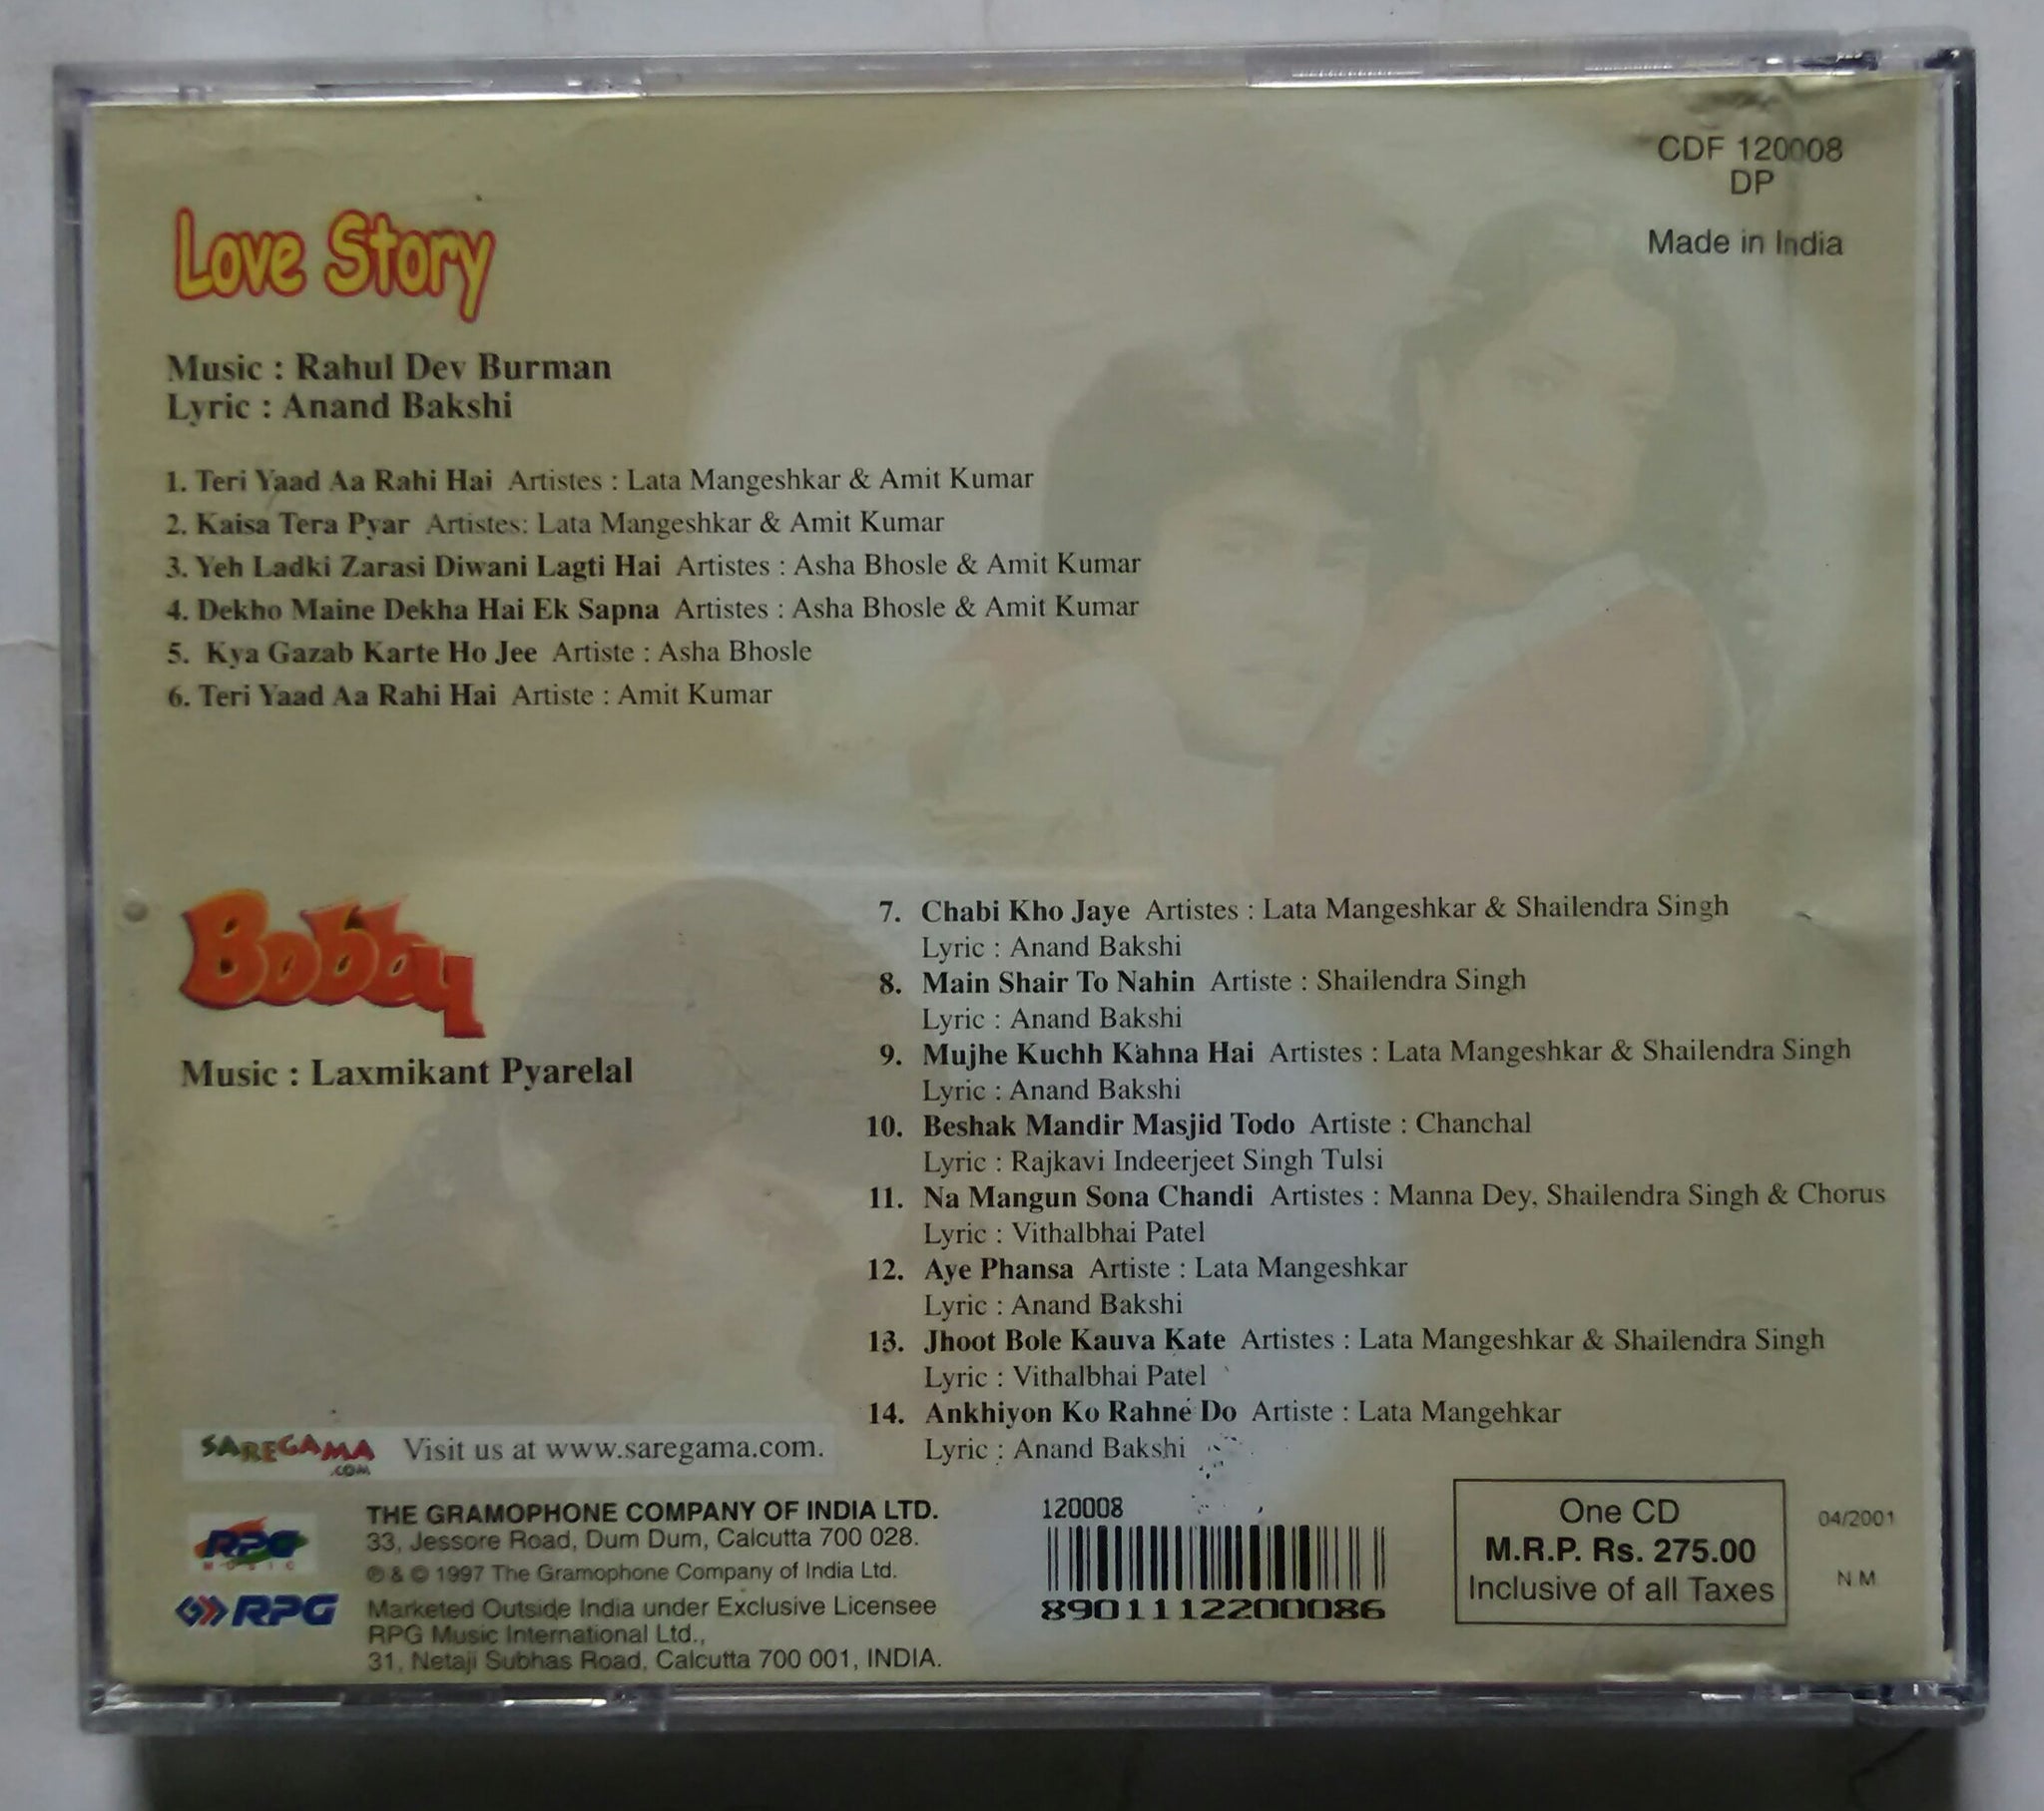 CDF 120008
DP
Made in India
Love Story
Music : Rahul Dev Burman
Lyric : Anand Bakshi
1. Teri Yaad Aa Rahi Hai Artistes : Lata Mangeshkar & Amit Kumar
2. Kaisa Tera Pyar Artistes: Lata Mangeshkar & Amit Kumar
3. Yeh Ladki Zarasi Diwani Lagti Hai Artistes : Asha Bhosle & Amit Kumar
4. Dekho Maine Dekha Hai Ek Sapna Artistes : Asha Bhosle & Amit Kumar
5. Kya Gazab Karte Ho Jee Artiste : Asha Bhosle
6. Teri Yaad Aa Rahi Hai Artiste : Amit Kumar
Bobby
Music : Laxmikant Pyarelal
7. Chabi Kho Jaye Artistes : Lata Mangeshkar & Shailendra Singh
Lyric : Anand Bakshi
8. Main Shair To Nahin Artiste : Shailendra Singh
Lyric : Anand Bakshi
9. Mujhe Kuchh Kahna Hai Artistes : Lata Mangeshkar & Shailendra Singh
Lyric : Anand Bakshi
10. Beshak Mandir Masjid Todo Artiste : Chanchal
Lyric : Rajkavi Indeerjeet Singh Tulsi
11. Na Mangun Sona Chandi Artistes : Manna Dey, Shailendra Singh & Chorus
Lyric : Vithalbhai Patel
12. Aye Phansa Artiste : Lata Mangeshkar
Lyric : Anand Bakshi
13. Jhoot Bole Kauva Kate Artistes : Lata Mangeshkar & Shailendra Singh
Lyric : Vithalbhai Patel
14. Ankhiyon Ko Rahne Do Artiste : Lata Mangehkar
Lyric : Anand Bakshi
SAREGAMA .COM Visit us at www.saregama.com.
RPG MUSIC
RPG
THE GRAMOPHONE COMPANY OF INDIA LTD.
33, Jessore Road, Dum Dum, Calcutta 700 028.
℗ & © 1997 The Gramophone Company of India Ltd.
Marketed Outside India under Exclusive Licensee
RPG Music International Ltd.,
31, Netaji Subhas Road, Calcutta 700 001, INDIA.
120008
8901112200086
One CD
M.R.P. Rs. 275.00
Inclusive of all Taxes
04/2001
N.M.